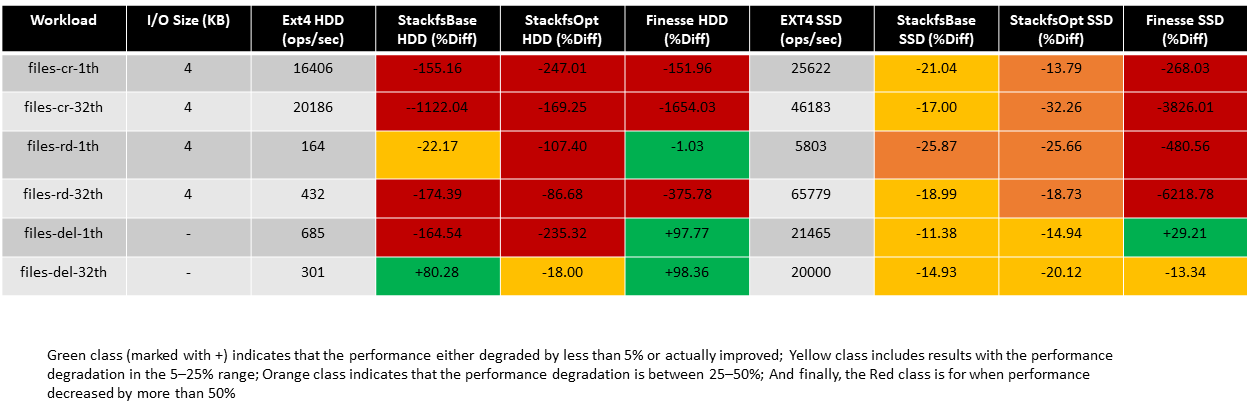 Workload I/O Size (KB) Ext4 HDD (ops/sec) StackfsBase HDD (%Diff) StackfsOpt HDD (%Diff) Finesse HDD (%Diff) EXT4 SSD (ops/sec) StackfsBase SSD (%Diff) StackfsOpt SSD (%Diff) Finesse SSD (%Diff)
files-cr-1th 4 16406 -155.16 -247.01 -151.96 25622 -21.04 -13.79 -268.03
files-cr-32th 4 20186 --1122.04 -169.25 -1654.03 46183 -17.00 -32.26 -3826.01
files-rd-1th 4 164 -22.17 -107.40 -1.03 5803 -25.87 -25.66 -480.56
files-rd-32th 4 432 -174.39 -86.68 -375.78 65779 -18.99 -18.73 -6218.78
files-del-1th - 685 -164.54 -235.32 +97.77 21465 -11.38 -14.94 +29.21
files-del-32th - 301 +80.28 -18.00 +98.36 20000 -14.93 -20.12 -13.34
Green class (marked with +) indicates that the performance either degraded by less than 5% or actually improved; Yellow class includes results with the performance
degradation in the 5–25% range; Orange class indicates that the performance degradation is between 25–50%; And finally, the Red class is for when performance
decreased by more than 50%